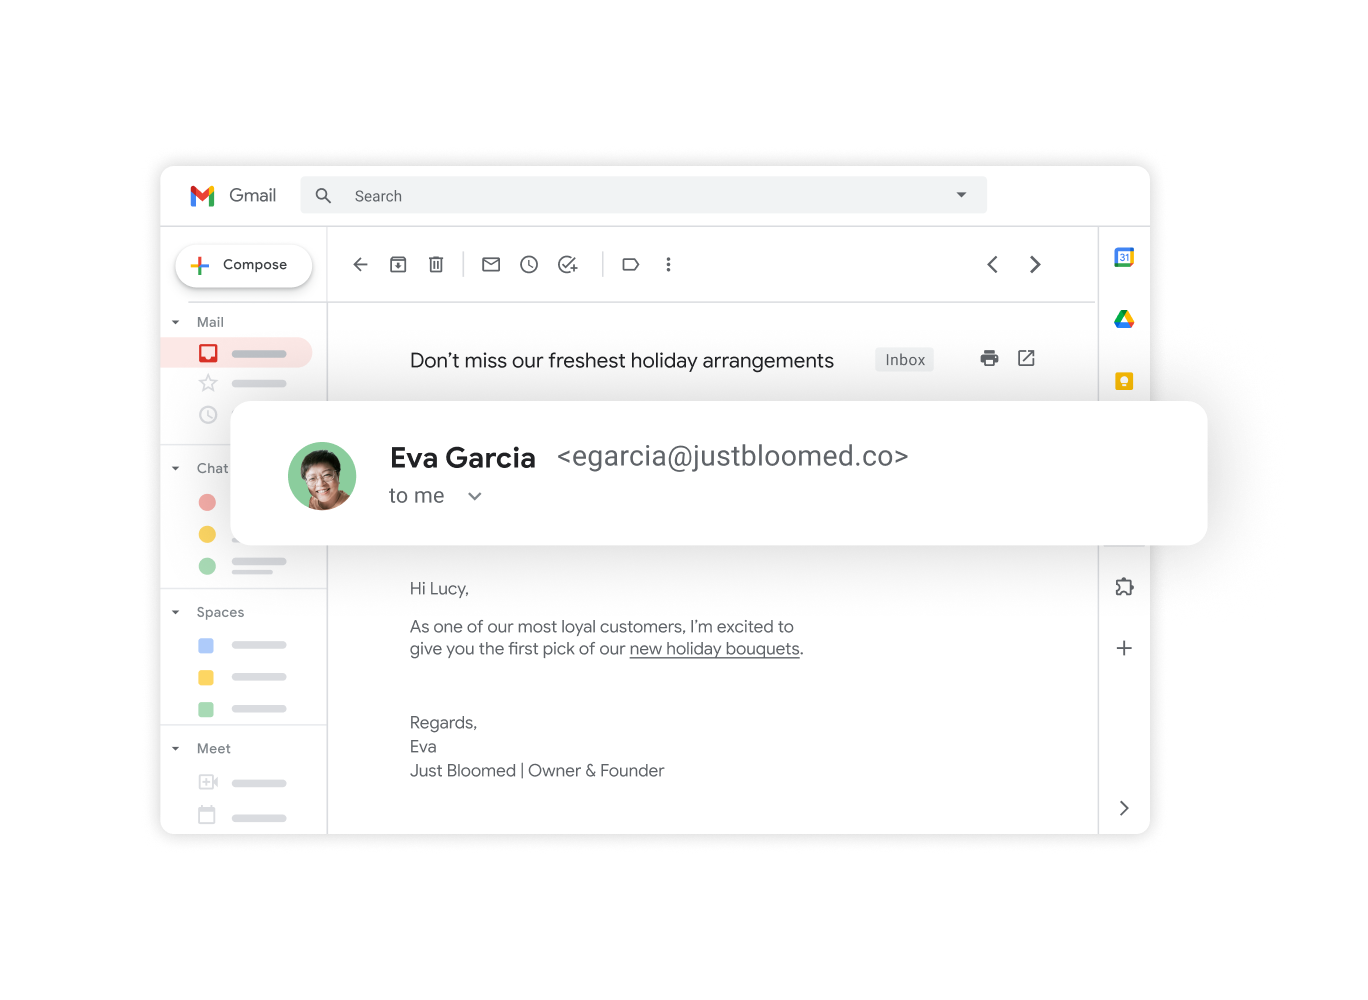 Gmail
Search
Compose
31
Mail
Don’t miss our freshest holiday arrangements
Inbox
Eva Garcia <egarcia@justbloomed.co>
to me
Chat
Hi Lucy,
As one of our most loyal customers, I’m excited to
give you the first pick of our new holiday bouquets.
Spaces
Regards,
Eva
Just Bloomed | Owner & Founder
Meet